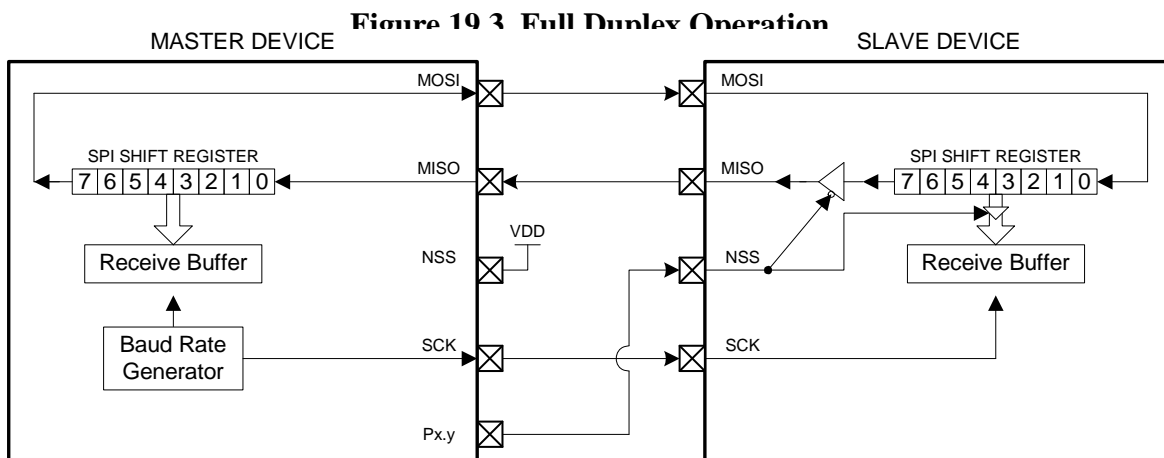 Figure 19.3. Full Duplex Operation
MASTER DEVICE
SLAVE DEVICE
MOSI
MOSI
SPI SHIFT REGISTER
7 6 5 4 3 2 1 0
MISO
MISO
SPI SHIFT REGISTER
7 6 5 4 3 2 1 0
VDD
Receive Buffer
NSS
NSS
Receive Buffer
Baud Rate
Generator
SCK
SCK
Px.y